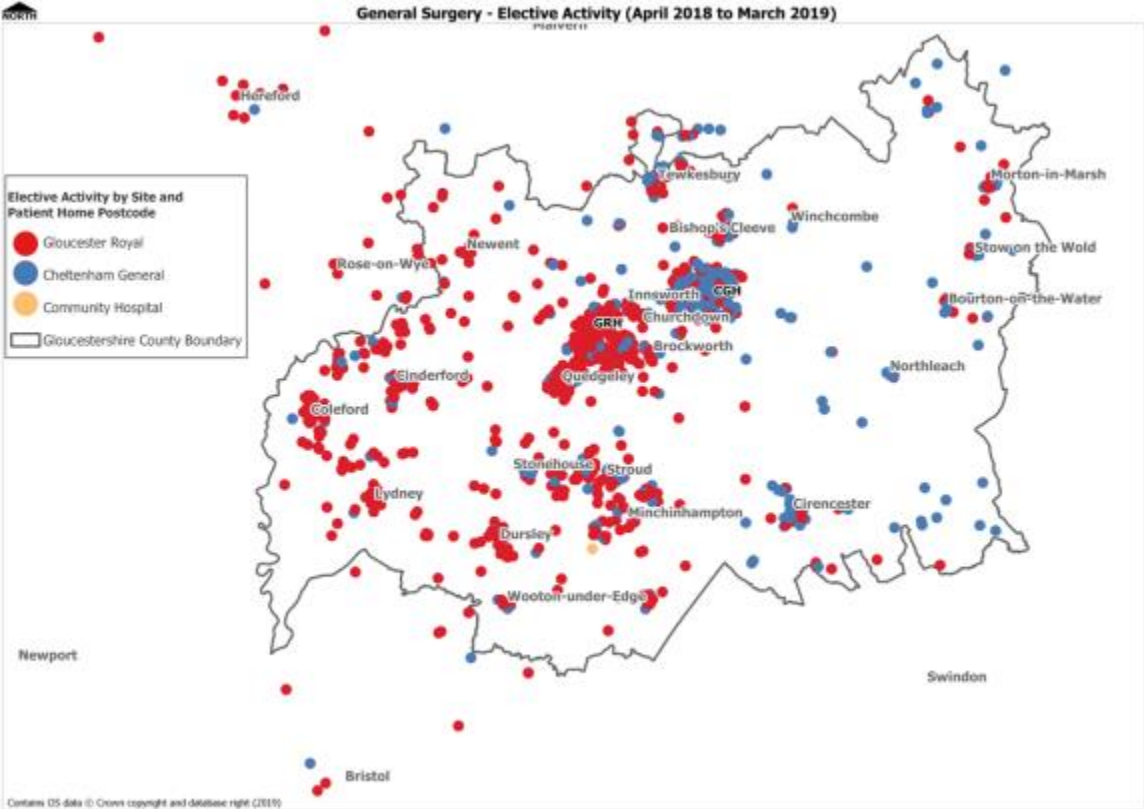 NORTH
General Surgery - Elective Activity (April 2018 to March 2019)
Malvern
Hereford
Elective Activity by Site and
Patient Home Postcode
Gloucester Royal
Cheltenham General
Community Hospital
Gloucestershire County Boundary
Tewkesbury
Morton-in-Marsh
Bishop's Cleeve
Winchcombe
Newent
Stow on the Wold
Rose-on-Wye
Innsworth
CGH
Bourton-on-the-Water
GRH
Churchdown
Brockworth
Northleach
Cinderford
Quedgeley
Coleford
Stonehouse
Stroud
Lydney
Minchinhampton
Cirencester
Dursley
Wooton-under-Edge
Newport
Swindon
Bristol
Contains OS data © Crown copyright and database right (2019)